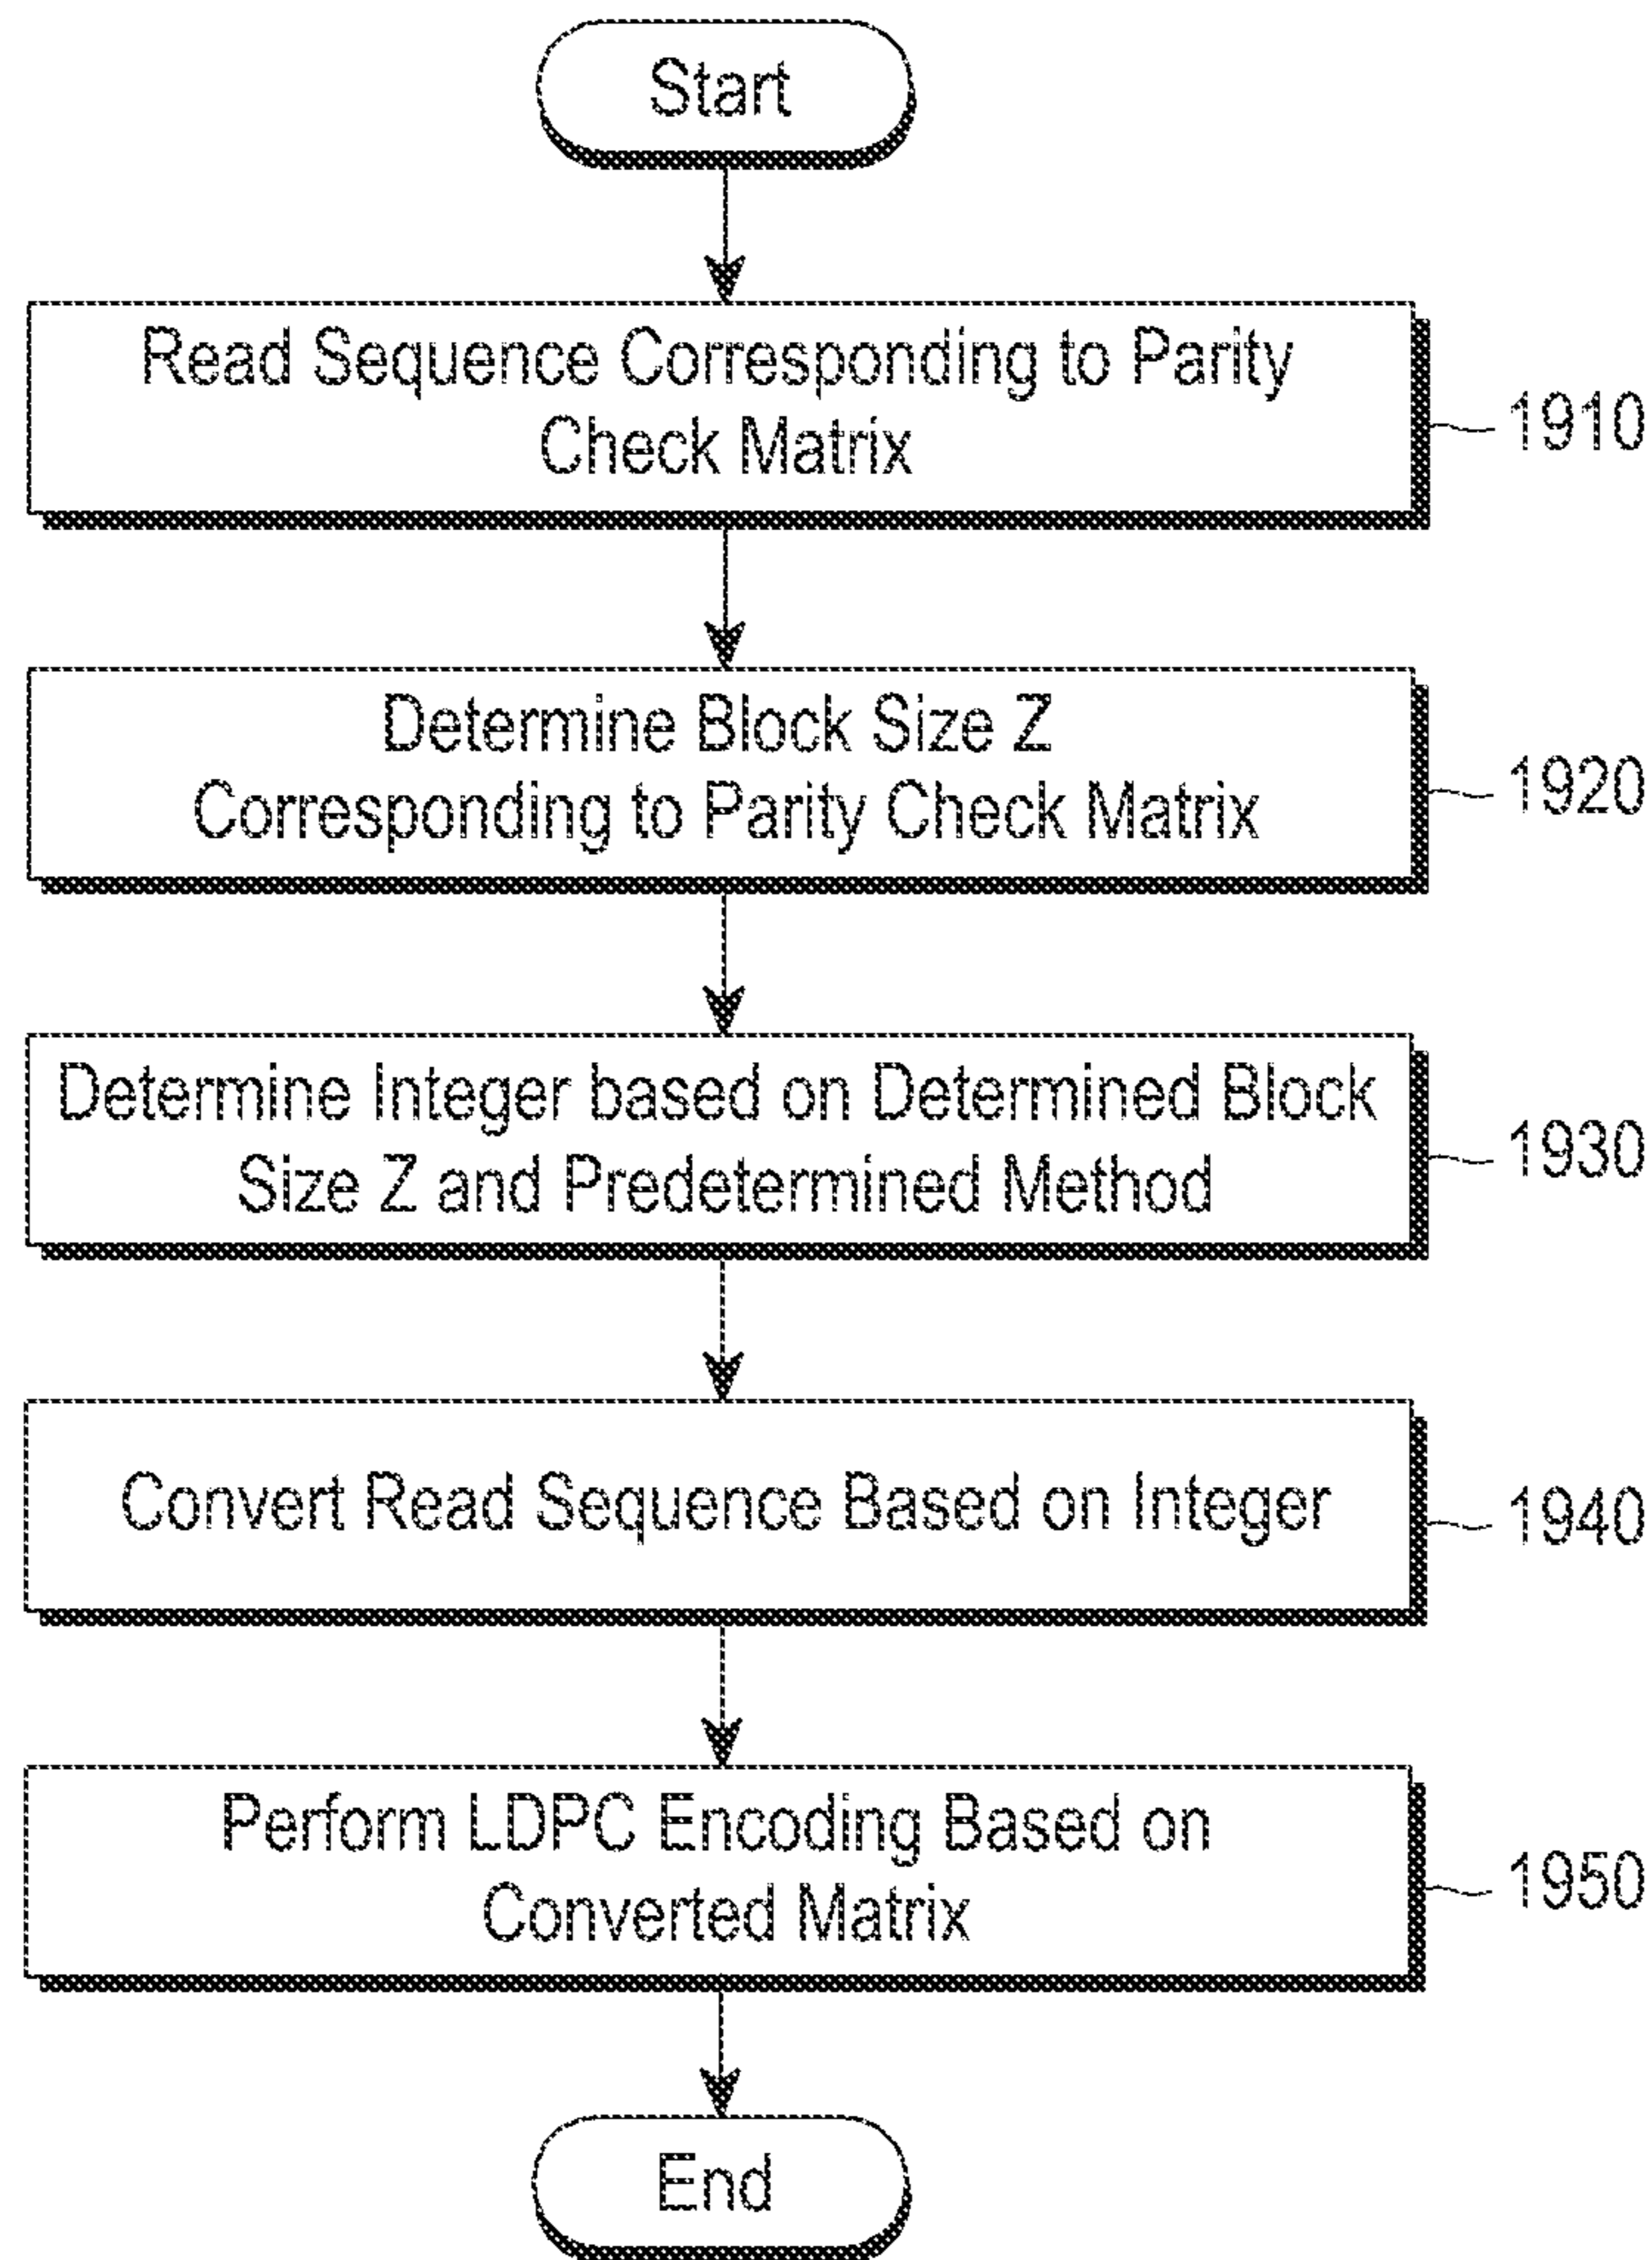 Start
Read Sequence Corresponding to Parity
Check Matrix
1910
Determine Block Size Z
Corresponding to Parity Check Matrix
1920
Determine Integer based on Determined Block
Size Z and Predetermined Method
1930
Convert Read Sequence Based on Integer
1940
Perform LDPC Encoding Based on
Converted Matrix
1950
End